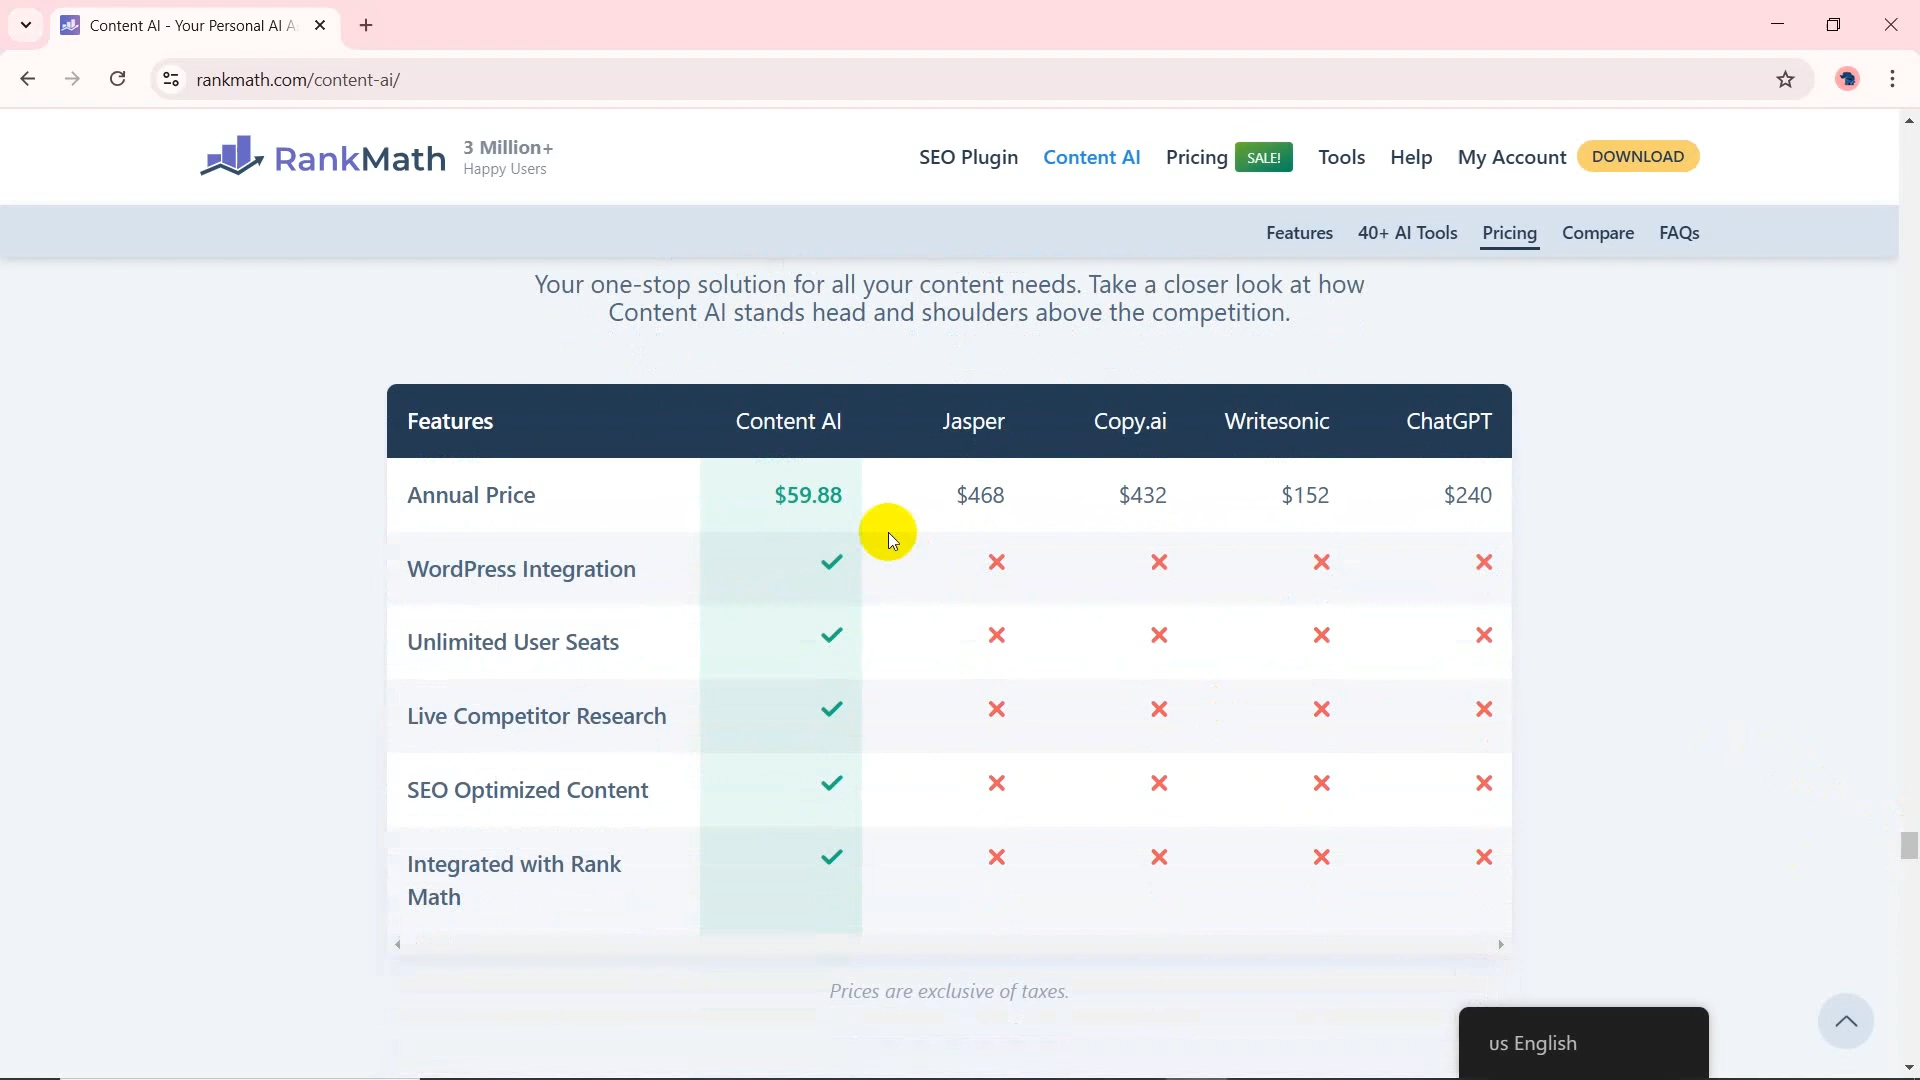 Content AI - Your Personal AI A
rankmath.com/content-ai/
RankMath
3 Million+
Happy Users
SEO Plugin Content AI Pricing SALE! Tools Help My Account DOWNLOAD
Features 40+ AI Tools Pricing Compare FAQs
Your one-stop solution for all your content needs. Take a closer look at how
Content AI stands head and shoulders above the competition.
Features Content AI Jasper Copy.ai Writesonic ChatGPT
Annual Price $59.88 $468 $432 $152 $240
WordPress Integration
Unlimited User Seats
Live Competitor Research
SEO Optimized Content
Integrated with Rank
Math
Prices are exclusive of taxes.
us English